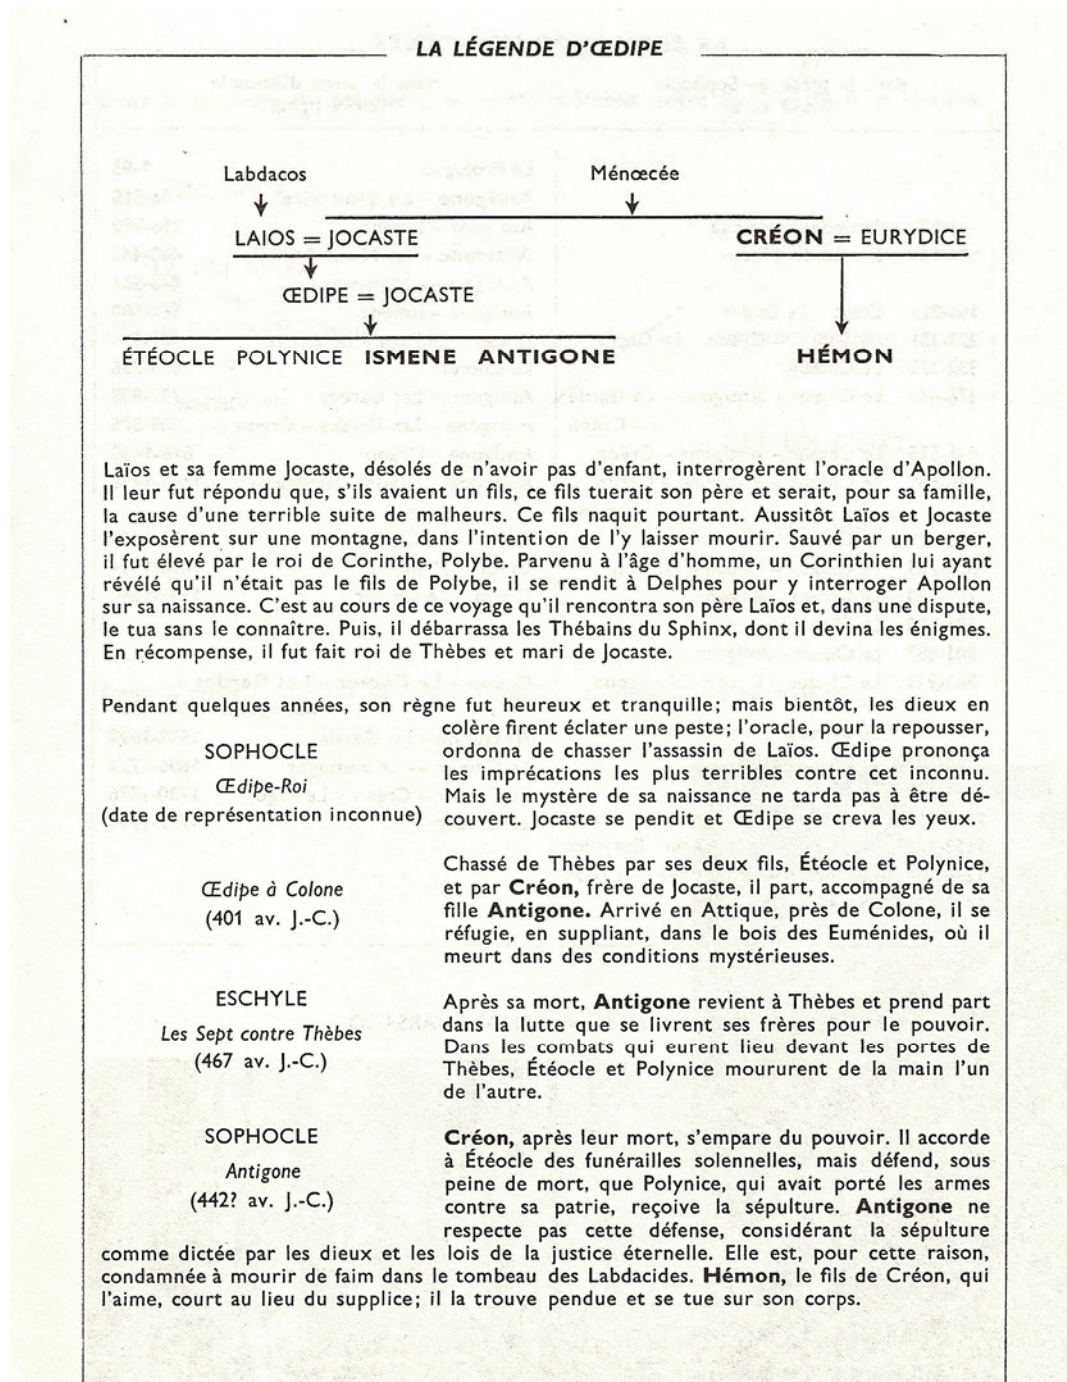 LA LÉGENDE D'ŒDIPE
Labdacos Ménœcée
LAIOS = JOCASTE CRÉON = EURYDICE
ŒDIPE = JOCASTE
ÉTÉOCLE POLYNICE ISMENE ANTIGONE HÉMON
Laïos et sa femme Jocaste, désolés de n'avoir pas d'enfant, interrogèrent l'oracle d'Apollon.
Il leur fut répondu que, s'ils avaient un fils, ce fils tuerait son père et serait, pour sa famille,
la cause d'une terrible suite de malheurs. Ce fils naquit pourtant. Aussitôt Laïos et Jocaste
l'exposèrent sur une montagne, dans l'intention de l'y laisser mourir. Sauvé par un berger,
il fut élevé par le roi de Corinthe, Polybe. Parvenu à l'âge d'homme, un Corinthien lui ayant
révélé qu'il n'était pas le fils de Polybe, il se rendit à Delphes pour y interroger Apollon
sur sa naissance. C'est au cours de ce voyage qu'il rencontra son père Laïos et, dans une dispute,
le tua sans le connaître. Puis, il débarrassa les Thébains du Sphinx, dont il devina les énigmes.
En récompense, il fut fait roi de Thèbes et mari de Jocaste.
Pendant quelques années, son règne fut heureux et tranquille; mais bientôt, les dieux en
colère firent éclater une peste; l'oracle, pour la repousser,
ordonna de chasser l'assassin de Laïos. Œdipe prononça
les imprécations les plus terribles contre cet inconnu.
Mais le mystère de sa naissance ne tarda pas à être dé-
couvert. Jocaste se pendit et Œdipe se creva les yeux.
SOPHOCLE
Œdipe-Roi
(date de représentation inconnue)
Œdipe à Colone
(401 av. J.-C.)
Chassé de Thèbes par ses deux fils, Étéocle et Polynice,
et par Créon, frère de Jocaste, il part, accompagné de sa
fille Antigone. Arrivé en Attique, près de Colone, il se
réfugie, en suppliant, dans le bois des Euménides, où il
meurt dans des conditions mystérieuses.
ESCHYLE
Les Sept contre Thèbes
(467 av. J.-C.)
Après sa mort, Antigone revient à Thèbes et prend part
dans la lutte que se livrent ses frères pour le pouvoir.
Dans les combats qui eurent lieu devant les portes de
Thèbes, Étéocle et Polynice moururent de la main l'un
de l'autre.
SOPHOCLE
Antigone
(442? av. J.-C.)
Créon, après leur mort, s'empare du pouvoir. Il accorde
à Étéocle des funérailles solennelles, mais défend, sous
peine de mort, que Polynice, qui avait porté les armes
contre sa patrie, reçoive la sépulture. Antigone ne
respecte pas cette défense, considérant la sépulture
comme dictée par les dieux et les lois de la justice éternelle. Elle est, pour cette raison,
condamnée à mourir de faim dans le tombeau des Labdacides. Hémon, le fils de Créon, qui
l'aime, court au lieu du supplice; il la trouve pendue et se tue sur son corps.